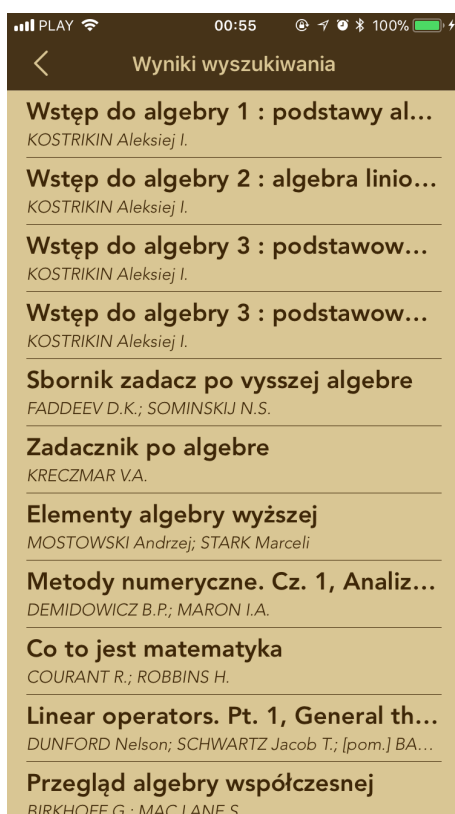 PLAY 00:55 100%
Wyniki wyszukiwania
Wstęp do algebry 1 : podstawy al...
KOSTRIKIN Aleksiej I.
Wstęp do algebry 2 : algebra linio...
KOSTRIKIN Aleksiej I.
Wstęp do algebry 3 : podstawow...
KOSTRIKIN Aleksiej I.
Wstęp do algebry 3 : podstawow...
KOSTRIKIN Aleksiej I.
Sbornik zadacz po vysszej algebre
FADDEEV D.K.; SOMINSKIJ N.S.
Zadacznik po algebre
KRECZMAR V.A.
Elementy algebry wyższej
MOSTOWSKI Andrzej; STARK Marceli
Metody numeryczne. Cz. 1, Analiz...
DEMIDOWICZ B.P.; MARON I.A.
Co to jest matematyka
COURANT R.; ROBBINS H.
Linear operators. Pt. 1, General th...
DUNFORD Nelson; SCHWARTZ Jacob T.; [pom.] BA...
Przegląd algebry współczesnej
BIRKHOFF G.; MAC LANE S.